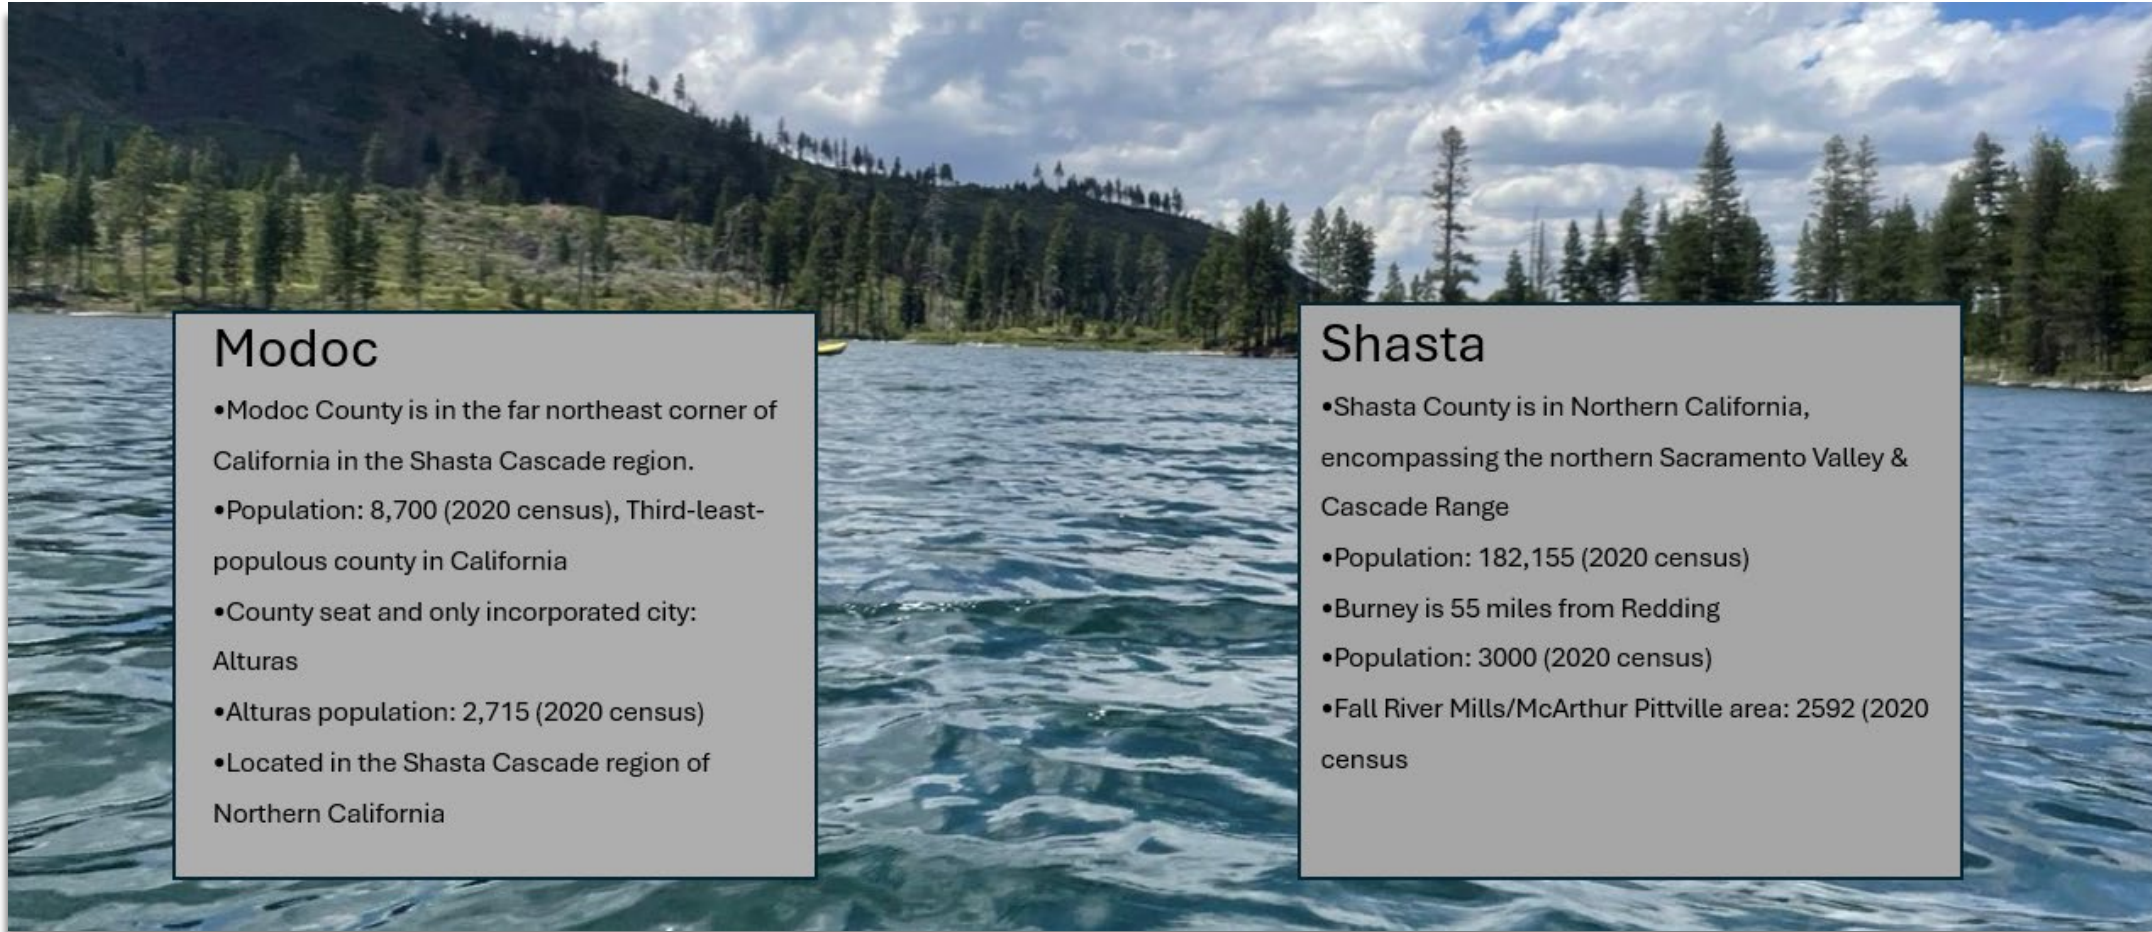 Modoc
•Modoc County is in the far northeast corner of
California in the Shasta Cascade region.
•Population: 8,700 (2020 census), Third-least-
populous county in California
•County seat and only incorporated city:
Alturas
•Alturas population: 2,715 (2020 census)
•Located in the Shasta Cascade region of
Northern California
Shasta
•Shasta County is in Northern California,
encompassing the northern Sacramento Valley &
Cascade Range
•Population: 182,155 (2020 census)
•Burney is 55 miles from Redding
•Population: 3000 (2020 census)
•Fall River Mills/McArthur Pittville area: 2592 (2020
census